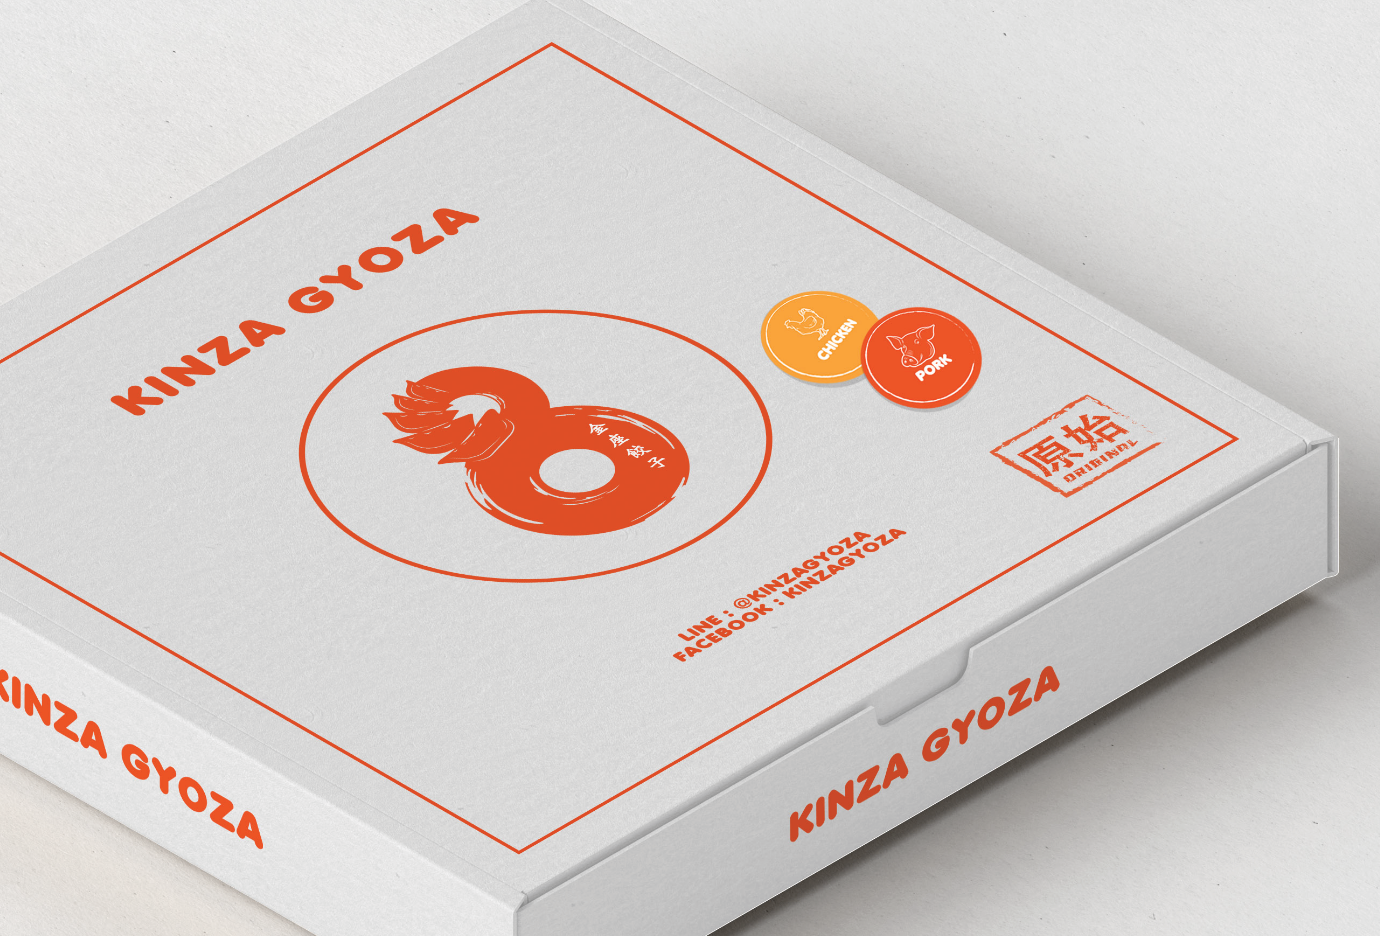 KINZA GYOZA
金座餃子
CHICKEN
PORK
原始
ORIGINAL
LINE : @KINZAGYOZA
FACEBOOK : KINZAGYOZA
KINZA GYOZA
KINZA GYOZA